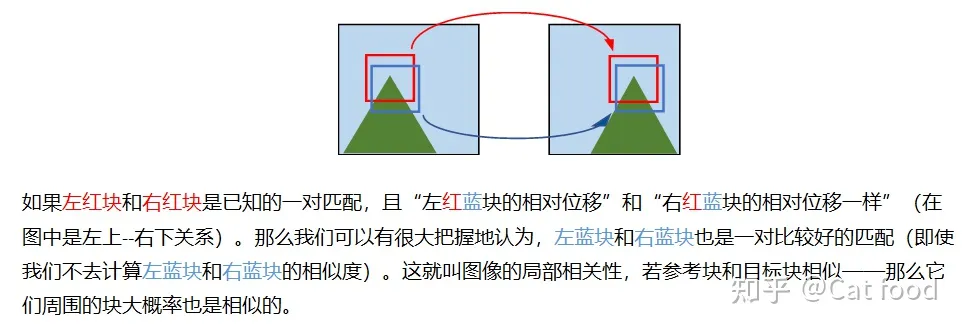 如果左红块和右红块是已知的一对匹配，且“左红蓝块的相对位移”和“右红蓝块的相对位移一样”（在
图中是左上--右下关系）。那么我们可以有很大把握地认为，左蓝块和右蓝块也是一对比较好的匹配（即使
我们不去计算左蓝块和右蓝块的相似度）。这就叫图像的局部相关性，若参考块和目标块相似——那么它
们周围的块大概率也是相似的。
知乎 @Cat food